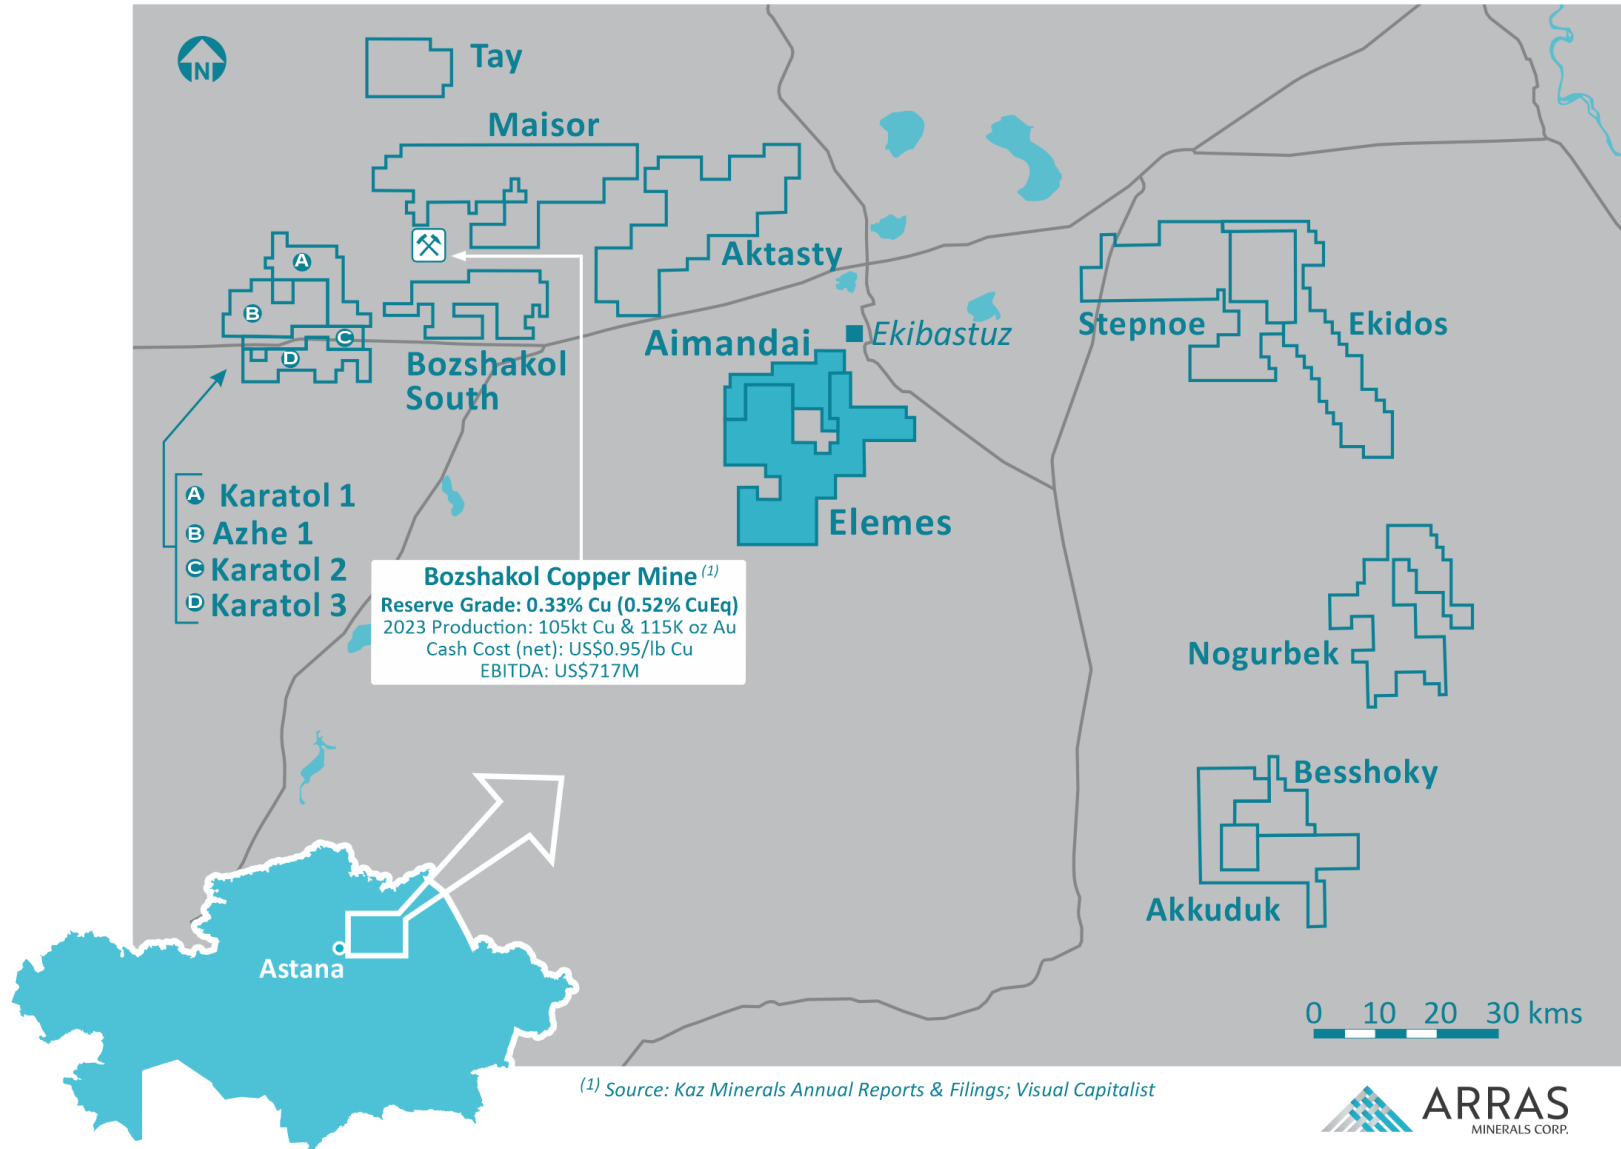 N
Tay
Maisor
Aktasty
A
B
C
D
Bozshakol
South
Aimandai
Ekibastuz
Stepnoe
Ekidos
Elemes
A Karatol 1
B Azhe 1
C Karatol 2
D Karatol 3
Bozshakol Copper Mine (1)
Reserve Grade: 0.33% Cu (0.52% CuEq)
2023 Production: 105kt Cu & 115K oz Au
Cash Cost (net): US$0.95/lb Cu
EBITDA: US$717M
Nogurbek
Besshoky
Akkuduk
Astana
0 10 20 30 kms
(1) Source: Kaz Minerals Annual Reports & Filings; Visual Capitalist
ARRAS
MINERALS CORP.